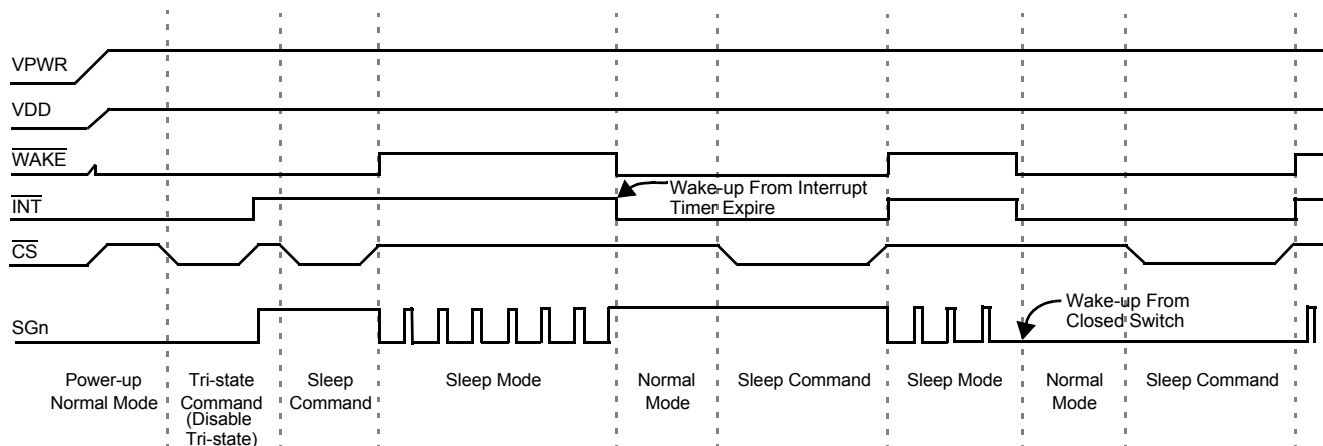 VPWR
VDD
WAKE
INT
CS
SGn
Wake-up From Interrupt
Timer Expire
Wake-up From
Closed Switch
Power-up
Normal Mode
Tri-state
Command
(Disable
Tri-state)
Sleep
Command
Sleep Mode
Normal
Mode
Sleep Command
Sleep Mode
Normal
Mode
Sleep Command